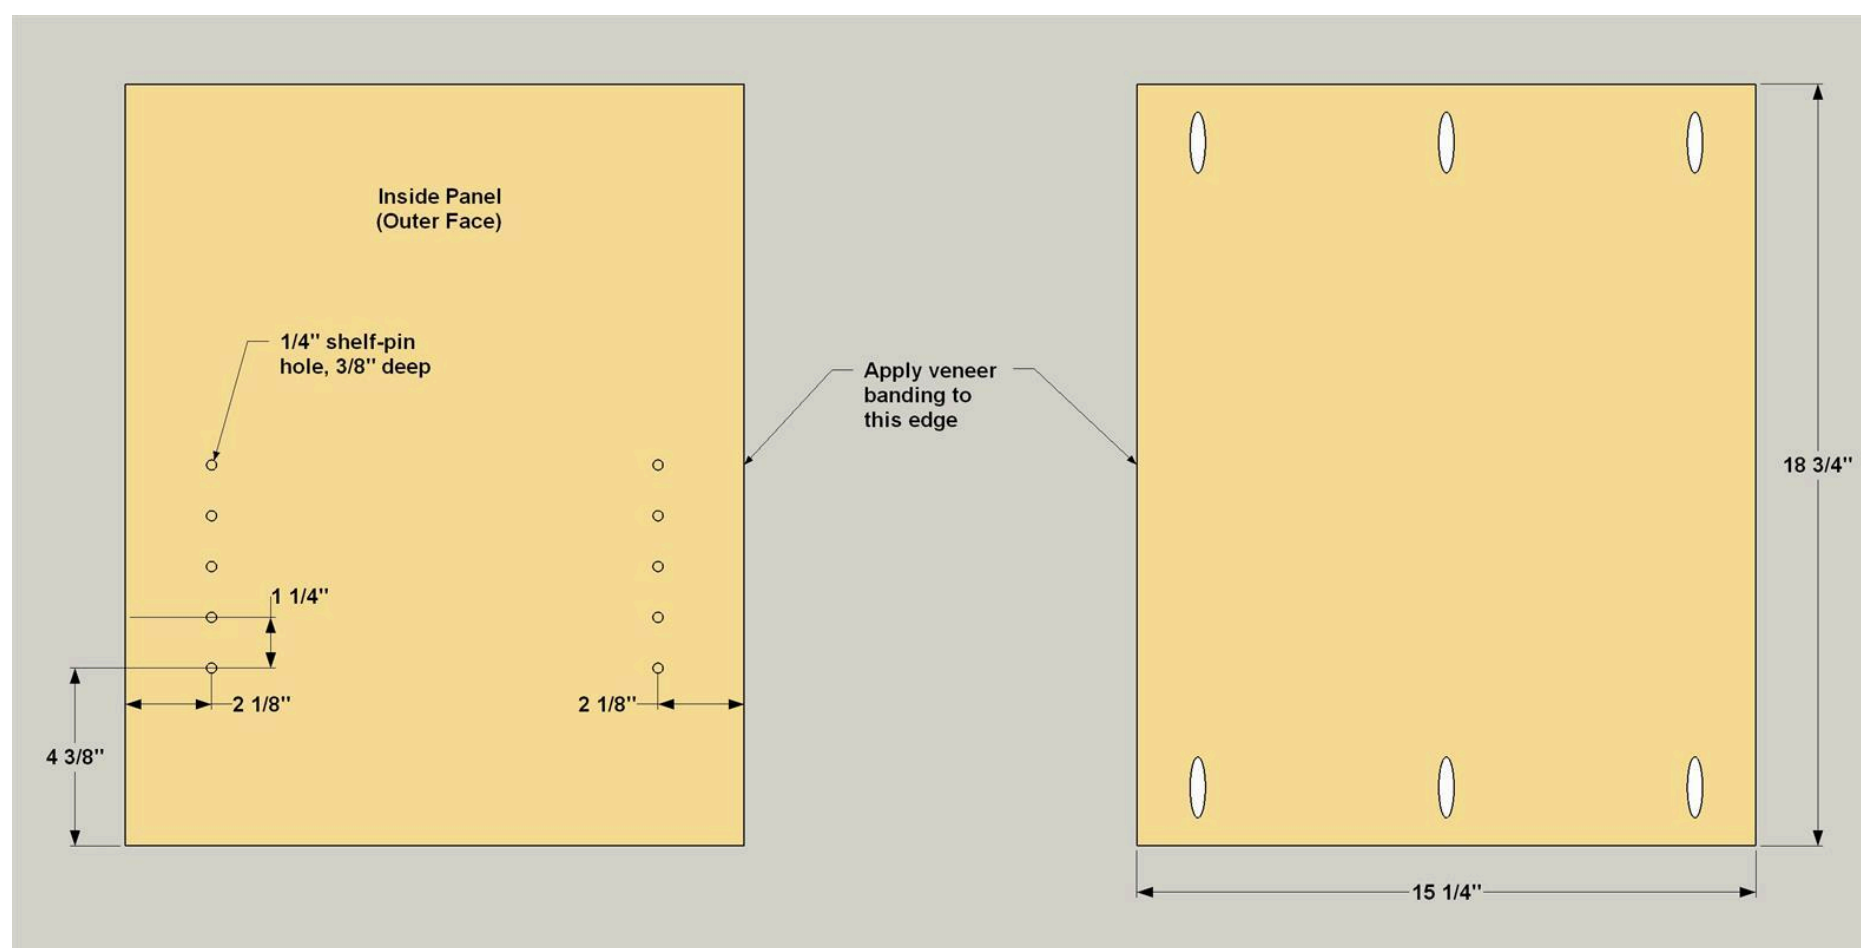 Inside Panel
(Outer Face)
1/4" shelf-pin
hole, 3/8" deep
Apply veneer
banding to
this edge
18 3/4"
1 1/4"
2 1/8"
2 1/8"
4 3/8"
15 1/4"